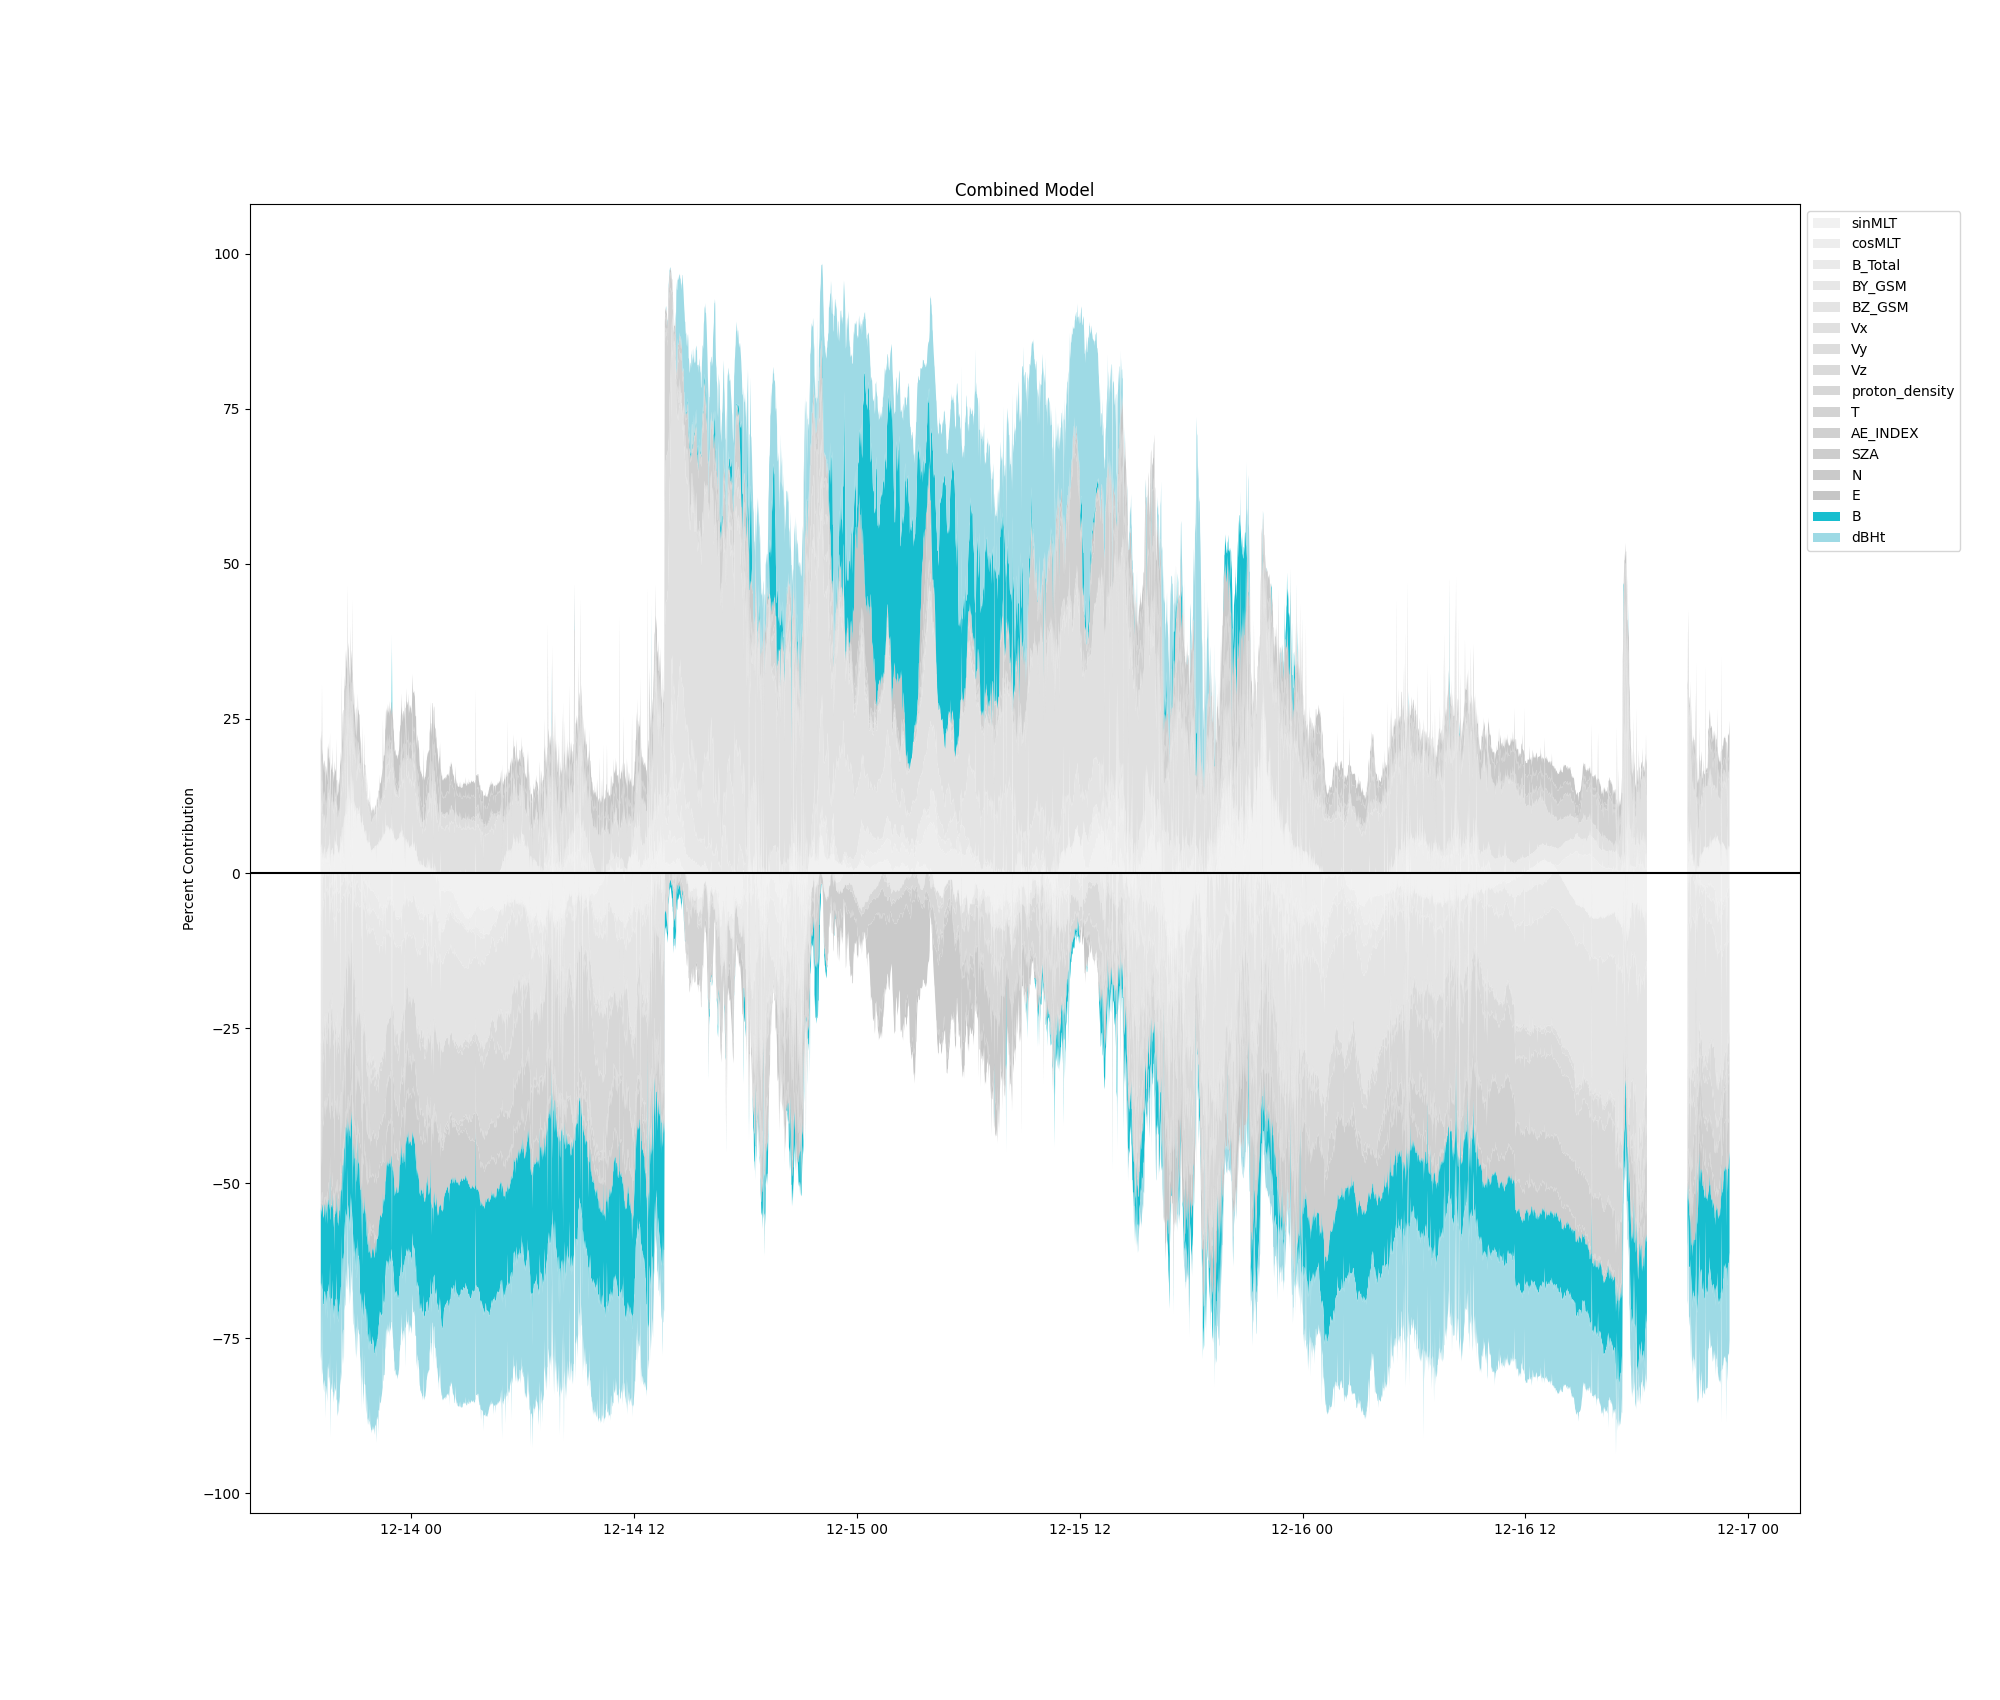 Combined Model
100
75
50
25
0
−25
−50
−75
−100
Percent Contribution
12-14 00
12-14 12
12-15 00
12-15 12
12-16 00
12-16 12
12-17 00
sinMLT
cosMLT
B_Total
BY_GSM
BZ_GSM
Vx
Vy
Vz
proton_density
T
AE_INDEX
SZA
N
E
B
dBHt